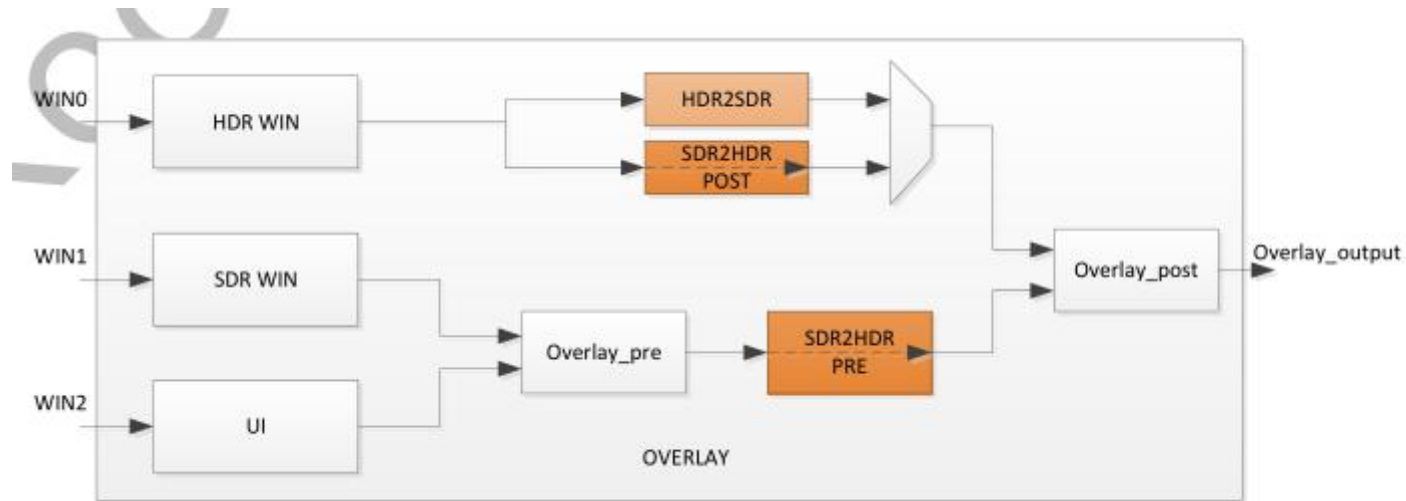 WIN0
HDR WIN
HDR2SDR
SDR2HDR
POST
WIN1
SDR WIN
Overlay_post
Overlay_output
Overlay_pre
SDR2HDR
PRE
WIN2
UI
OVERLAY